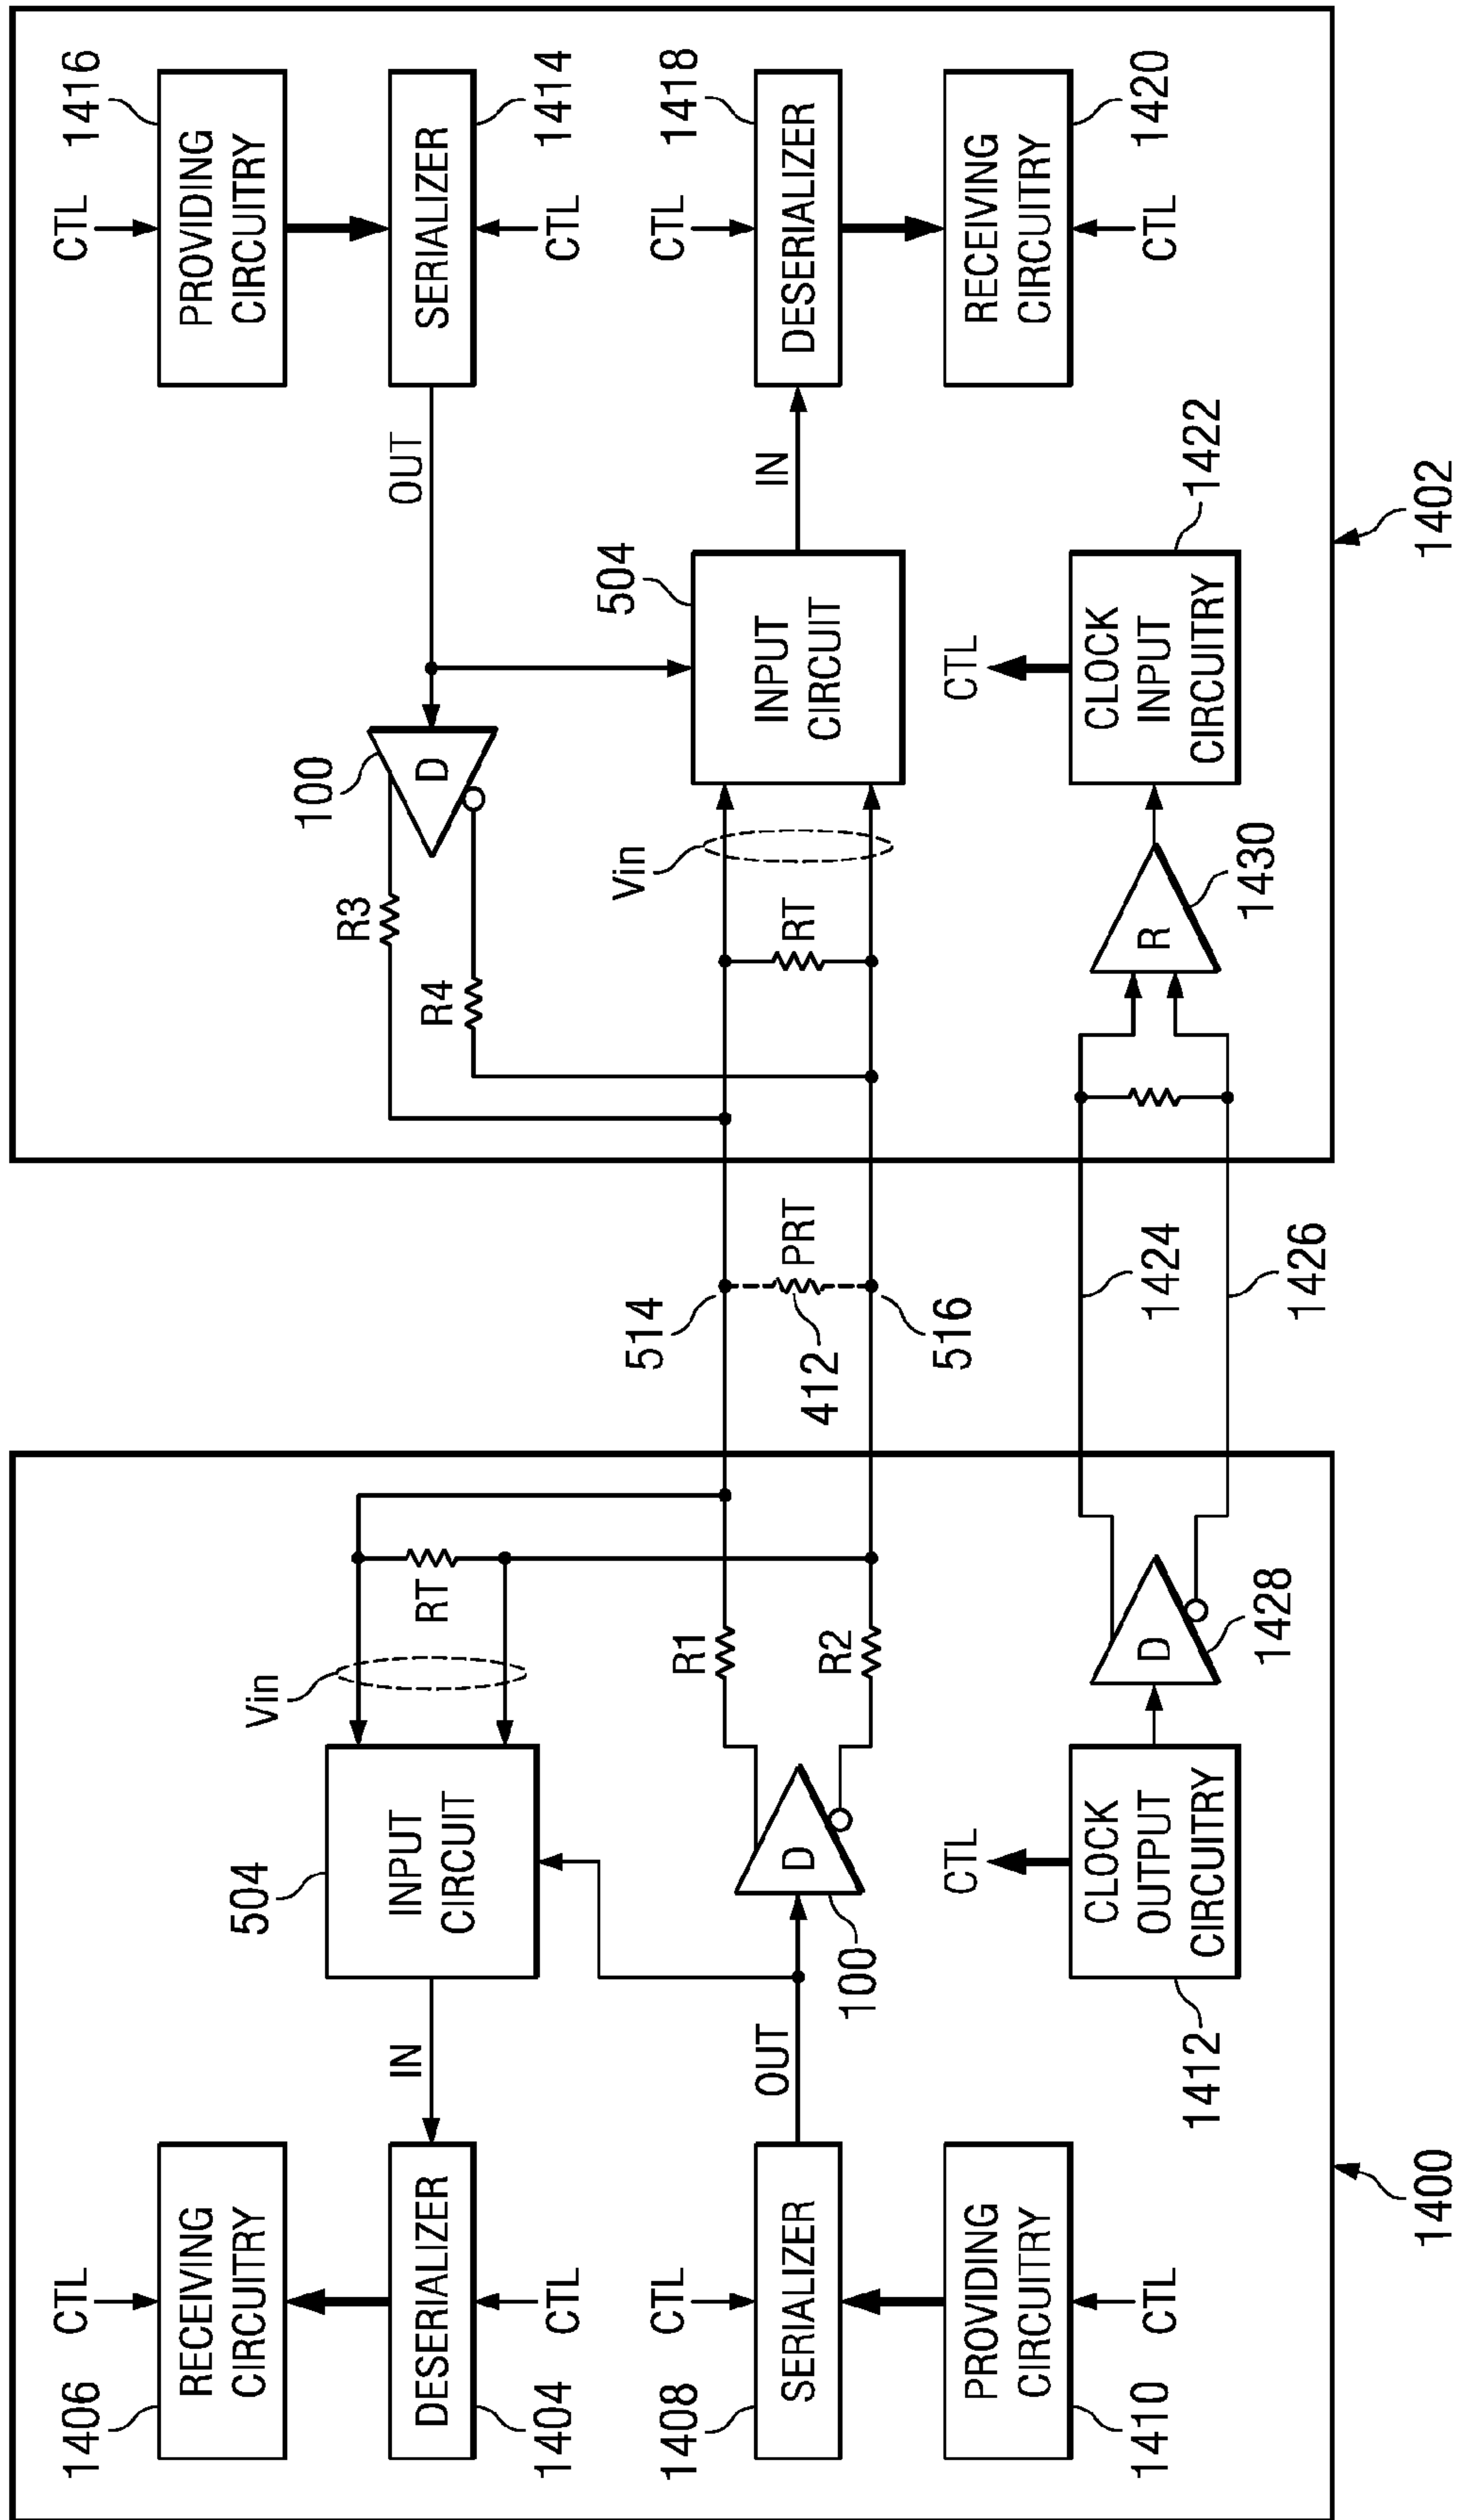 1406
CTL
RECEIVING
CIRCUITRY
DESERIALIZER
1404
CTL
IN
504
INPUT
CIRCUIT
Vin
RT
1408
CTL
SERIALIZER
OUT
100
D
R1
R2
PROVIDING
CIRCUITRY
1410
CTL
1412
CLOCK
OUTPUT
CIRCUITRY
CTL
D
1428
1400
514
PRT
412
516
1424
1426
100
D
R3
R4
OUT
CTL
1416
PROVIDING
CIRCUITRY
SERIALIZER
1414
CTL
RT
Vin
504
INPUT
CIRCUIT
IN
CTL
1418
DESERIALIZER
RECEIVING
CIRCUITRY
1420
CTL
R
1430
CTL
CLOCK
INPUT
CIRCUITRY
1422
1402